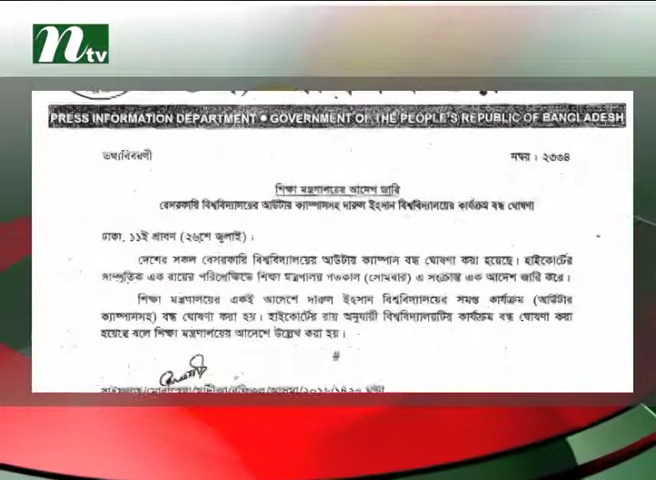 ntv
PRESS INFORMATION DEPARTMENT • GOVERNMENT OF THE PEOPLE'S REPUBLIC OF BANGLADESH
তথ্যবিবরণী নম্বর : ২৩৩৪
শিক্ষা মন্ত্রণালয়ের আদেশ জারি
বেসরকারি বিশ্ববিদ্যালয়ের আউটার ক্যাম্পাসসহ দারুল ইহসান বিশ্ববিদ্যালয়ের কার্যক্রম বন্ধ ঘোষণা
ঢাকা, ১১ই শ্রাবণ (২৬শে জুলাই) :
দেশের সকল বেসরকারি বিশ্ববিদ্যালয়ের আউটার ক্যাম্পাস বন্ধ ঘোষণা করা হয়েছে। হাইকোর্টের
সাম্প্রতিক এক রায়ের পরিপ্রেক্ষিতে শিক্ষা মন্ত্রণালয় গতকাল (সোমবার) এ সংক্রান্ত এক আদেশ জারি করে।
শিক্ষা মন্ত্রণালয়ের একই আদেশে দারুল ইহসান বিশ্ববিদ্যালয়ের সমস্ত কার্যক্রম (আউটার
ক্যাম্পাসসহ) বন্ধ ঘোষণা করা হয়। হাইকোর্টের রায় অনুযায়ী বিশ্ববিদ্যালয়টির কার্যক্রম বন্ধ ঘোষণা করা
হয়েছে বলে শিক্ষা মন্ত্রণালয়ের আদেশে উল্লেখ করা হয়।
#